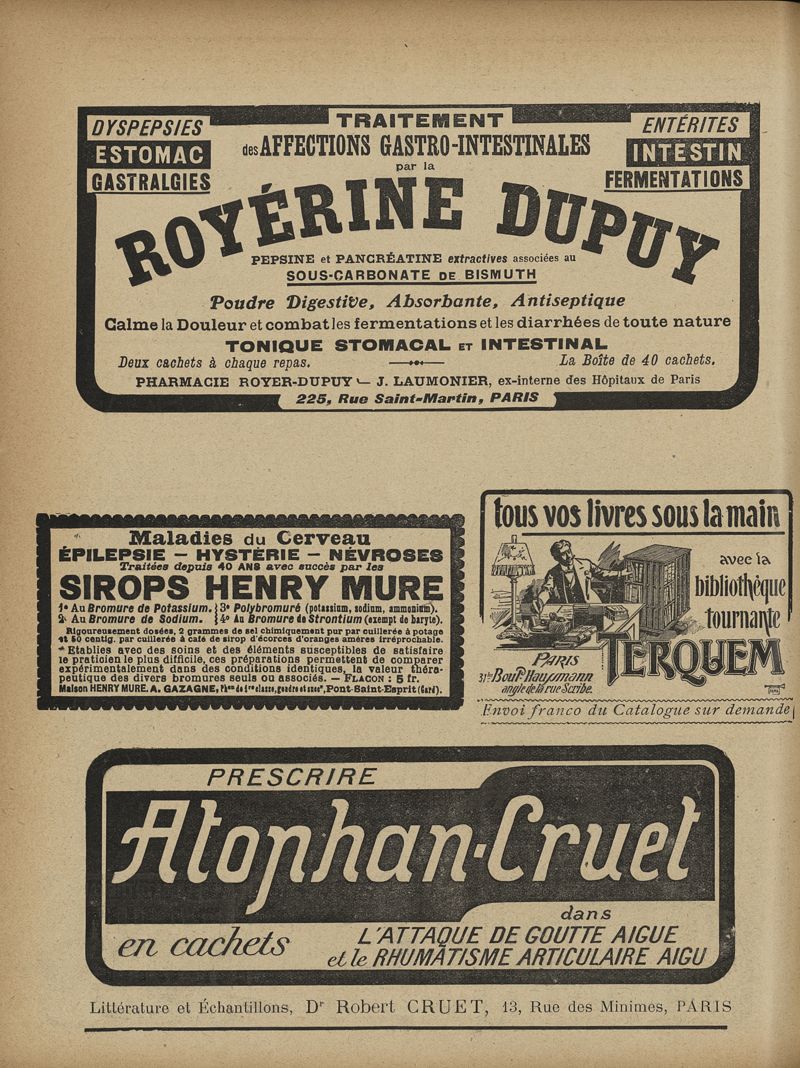 DYSPEPSIES
ESTOMAC
GASTRALGIES
TRAITEMENT
des AFFECTIONS GASTRO-INTESTINALES
par la
ENTÉRITES
INTESTIN
FERMENTATIONS
ROYÉRINE DUPUY
PEPSINE et PANCRÉATINE extractives associées au
SOUS-CARBONATE DE BISMUTH
Poudre Digestive, Absorbante, Antiseptique
Calme la Douleur et combat les fermentations et les diarrhées de toute nature
TONIQUE STOMACAL ET INTESTINAL
Deux cachets à chaque repas.
La Boîte de 40 cachets.
PHARMACIE ROYER-DUPUY — J. LAUMONIER, ex-interne des Hôpitaux de Paris
225, Rue Saint-Martin, PARIS
Maladies du Cerveau
ÉPILEPSIE — HYSTÉRIE — NÉVROSES
Traitées depuis 40 ANS avec succès par les
SIROPS HENRY MURE
1° Au Bromure de Potassium.
2° Au Bromure de Sodium.
3° Polybromuré (potassium, sodium, ammonium).
4° Au Bromure de Strontium (exempt de baryte).
Rigoureusement dosées, 2 grammes de sel chimiquement pur par cuillerée à potage
et 50 centig. par cuillerée à café de sirop d'écorces d'oranges amères irréprochable.
Etablies avec des soins et des éléments susceptibles de satisfaire
le praticien le plus difficile, ces préparations permettent de comparer
expérimentalement dans des conditions identiques, la valeur théra-
peutique des divers bromures seuls ou associés. — FLACON : 5 fr.
Maison HENRY MURE. A. GAZAGNE, Phen de 1re classe, gendre et succr, Pont-Saint-Esprit (Gard).
tous vos livres sous la main
avec la
bibliothèque
tournante
TERQUEM
PARIS
31bis Boulᵈ Haussmann
angle de la rue Scribe.
Envoi franco du Catalogue sur demande
PRESCRIRE
Atophan-Cruet
en cachets
dans
L'ATTAQUE DE GOUTTE AIGUE
et le RHUMATISME ARTICULAIRE AIGU
Littérature et Échantillons, Dr Robert CRUET, 13, Rue des Minimes, PARIS